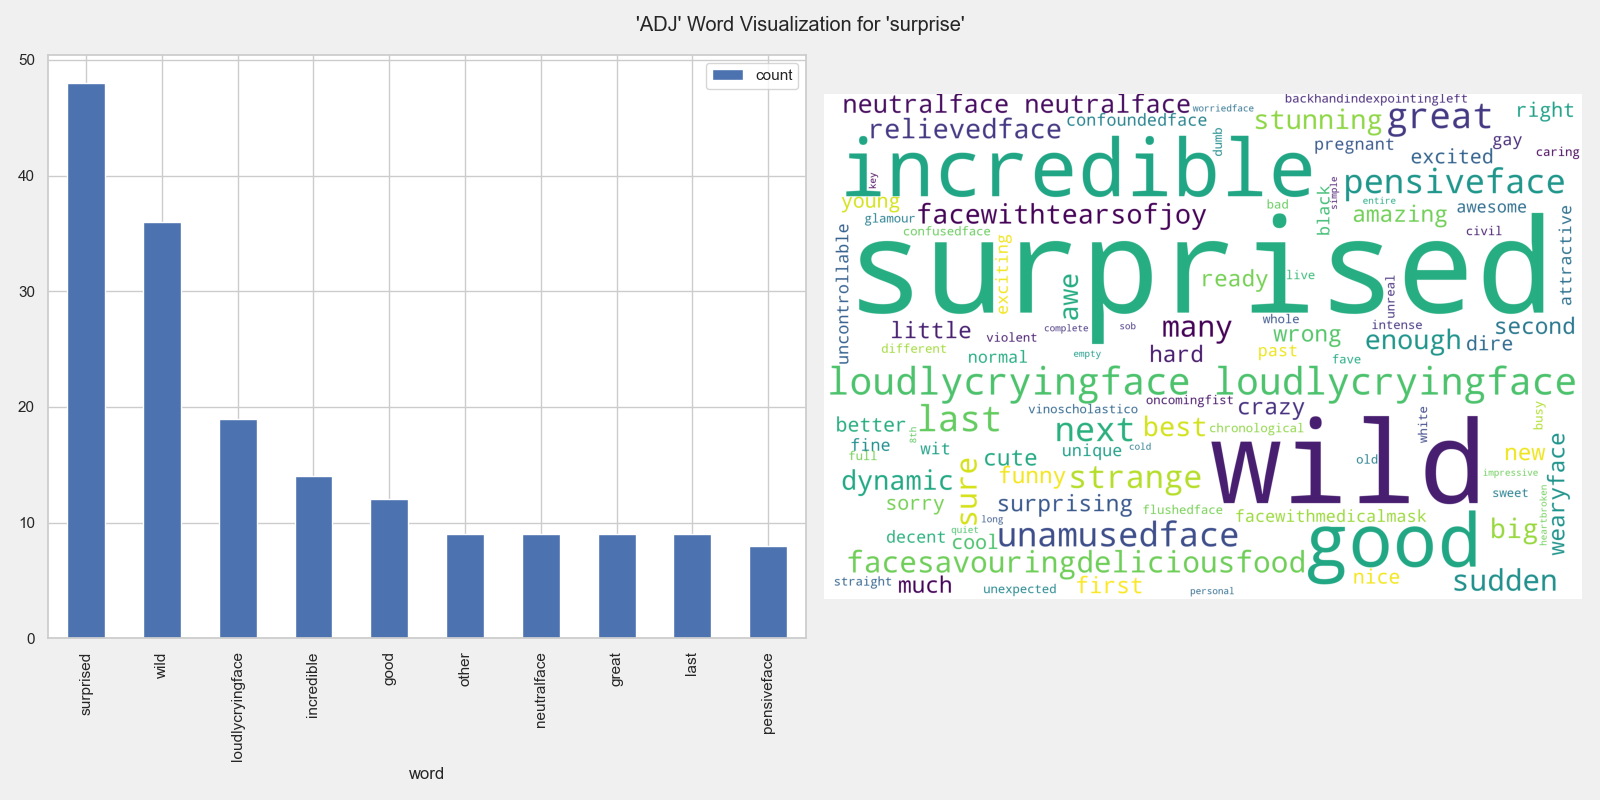 'ADJ' Word Visualization for 'surprise'
count
50
40
30
20
10
0
surprised
wild
loudlycryingface
incredible
good
other
neutralface
great
last
pensiveface
word
neutralface neutralface
worriedface
backhandindexpointingleft
great
right
relievedface
confoundedface
dumb
stunning
pregnant
gay
incredible
excited
caring
key
simple
pensiveface
young
glamour
facewithtearsofjoy
bad
black
entire
amazing
awesome
confusedface
civil
attractive
uncontrollable
surprised
exciting
awe
ready
live
unreal
little
violent
complete
sob
many
whole
wrong
intense
second
different
normal
empty
hard
past
fave
enough
dire
loudlycryingface loudlycryingface
vinoscholastico
oncomingfist
crazy
white
busy
better
last
next
best
chronological
wild
8th
fine
full
wit
unique
cold
old
new
cute
wearyface
dynamic
sure
funny
strange
impressive
sweet
heartbroken
sorry
long
surprising
flushedface
facewithmedicalmask
big
decent
quiet
cool
unamusedface
good
facesavouringdeliciousfood
straight
much
unexpected
first
personal
nice
sudden